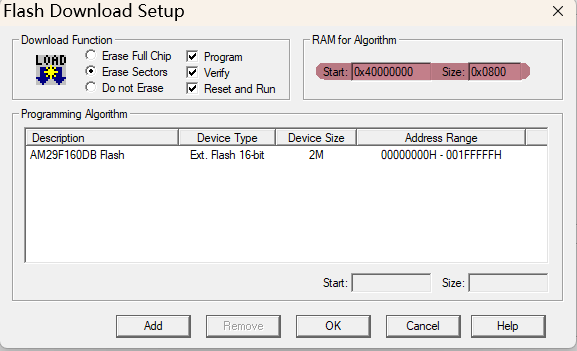 Flash Download Setup
Download Function
LOAD
Erase Full Chip
Erase Sectors
Do not Erase
Program
Verify
Reset and Run
RAM for Algorithm
Start: 0x40000000 Size: 0x0800
Programming Algorithm
Description Device Type Device Size Address Range
AM29F160DB Flash Ext. Flash 16-bit 2M 00000000H - 001FFFFFH
Start: Size:
Add Remove OK Cancel Help